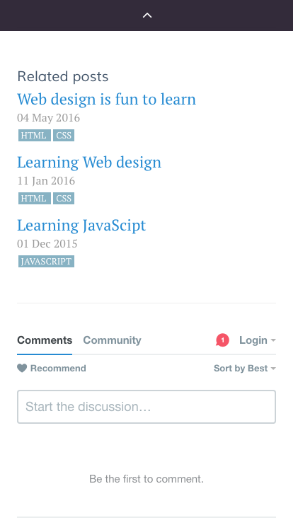 Related posts
Web design is fun to learn
04 May 2016
HTML CSS
Learning Web design
11 Jan 2016
HTML CSS
Learning JavaScipt
01 Dec 2015
JAVASCRIPT
Comments Community 1 Login
Recommend Sort by Best
Start the discussion...
Be the first to comment.